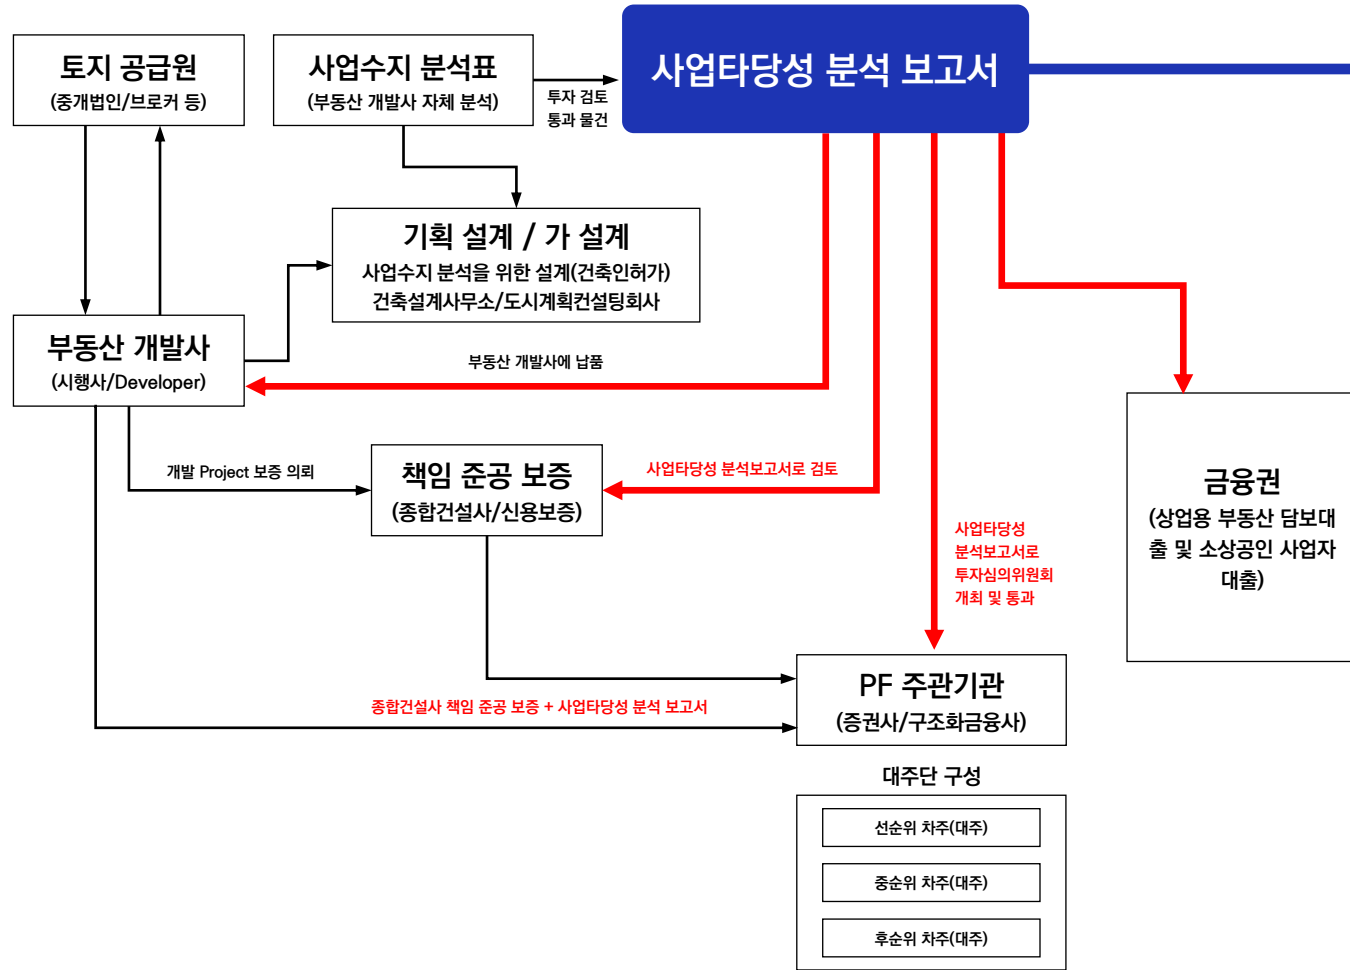 토지 공급원
(중개법인/브로커 등)
사업수지 분석표
(부동산 개발사 자체 분석)
투자 검토
통과 물건
사업타당성 분석 보고서
기획 설계 / 가 설계
사업수지 분석을 위한 설계(건축인허가)
건축설계사무소/도시계획컨설팅회사
부동산 개발사
(시행사/Developer)
부동산 개발사에 납품
개발 Project 보증 의뢰
책임 준공 보증
(종합건설사/신용보증)
사업타당성 분석보고서로 검토
사업타당성
분석보고서로
투자심의위원회
개최 및 통과
금융권
(상업용 부동산 담보대
출 및 소상공인 사업자
대출)
종합건설사 책임 준공 보증 + 사업타당성 분석 보고서
PF 주관기관
(증권사/구조화금융사)
대주단 구성
선순위 차주(대주)
중순위 차주(대주)
후순위 차주(대주)